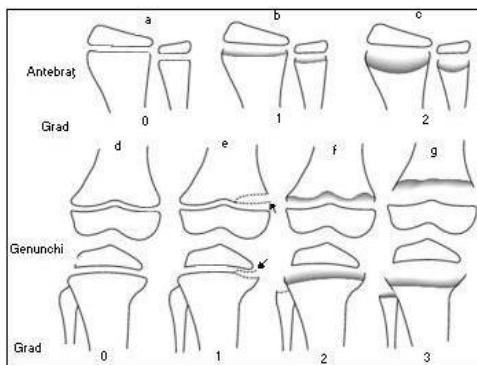 a b c
Antebraț
Grad 0 1 2
d e f g
Genunchi
Grad 0 1 2 3